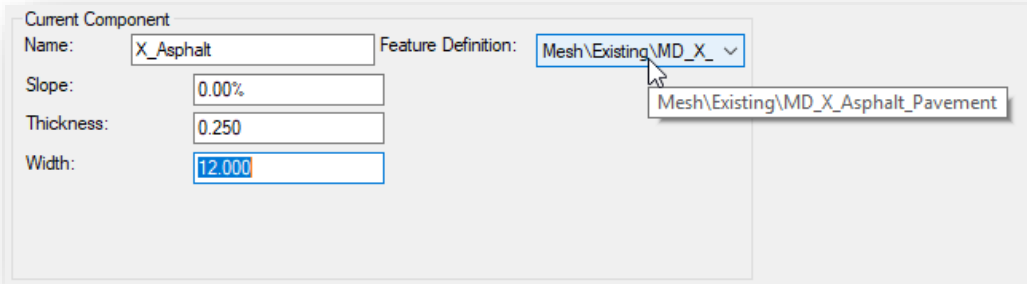 Current Component
Name: X_Asphalt Feature Definition: Mesh\Existing\MD_X_
Mesh\Existing\MD_X_Asphalt_Pavement
Slope: 0.00%
Thickness: 0.250
Width: 12.000